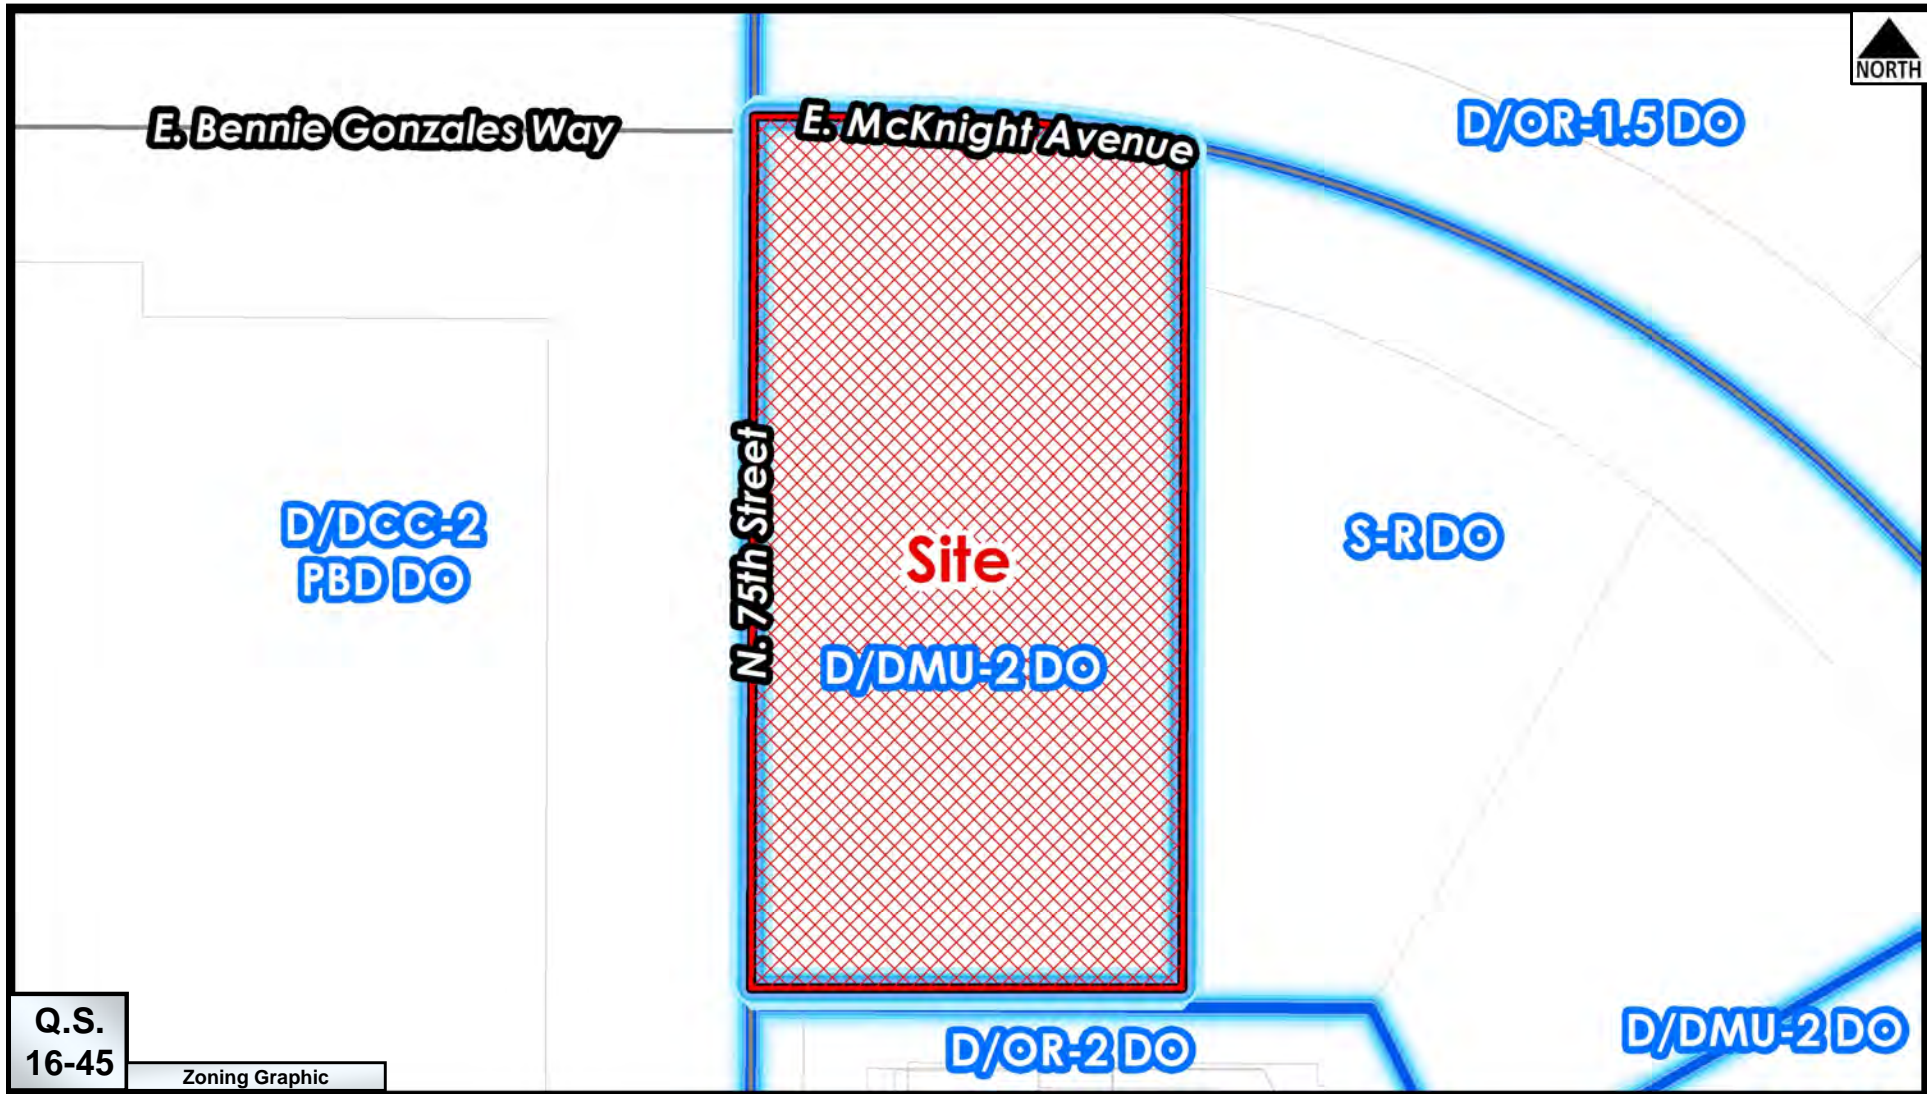 NORTH
E. Bennie Gonzales Way
E. McKnight Avenue
D/OR-1.5 DO
N. 75th Street
D/DCC-2
PBD DO
Site
D/DMU-2 DO
S-R DO
D/OR-2 DO
D/DMU-2 DO
Q.S.
16-45
Zoning Graphic